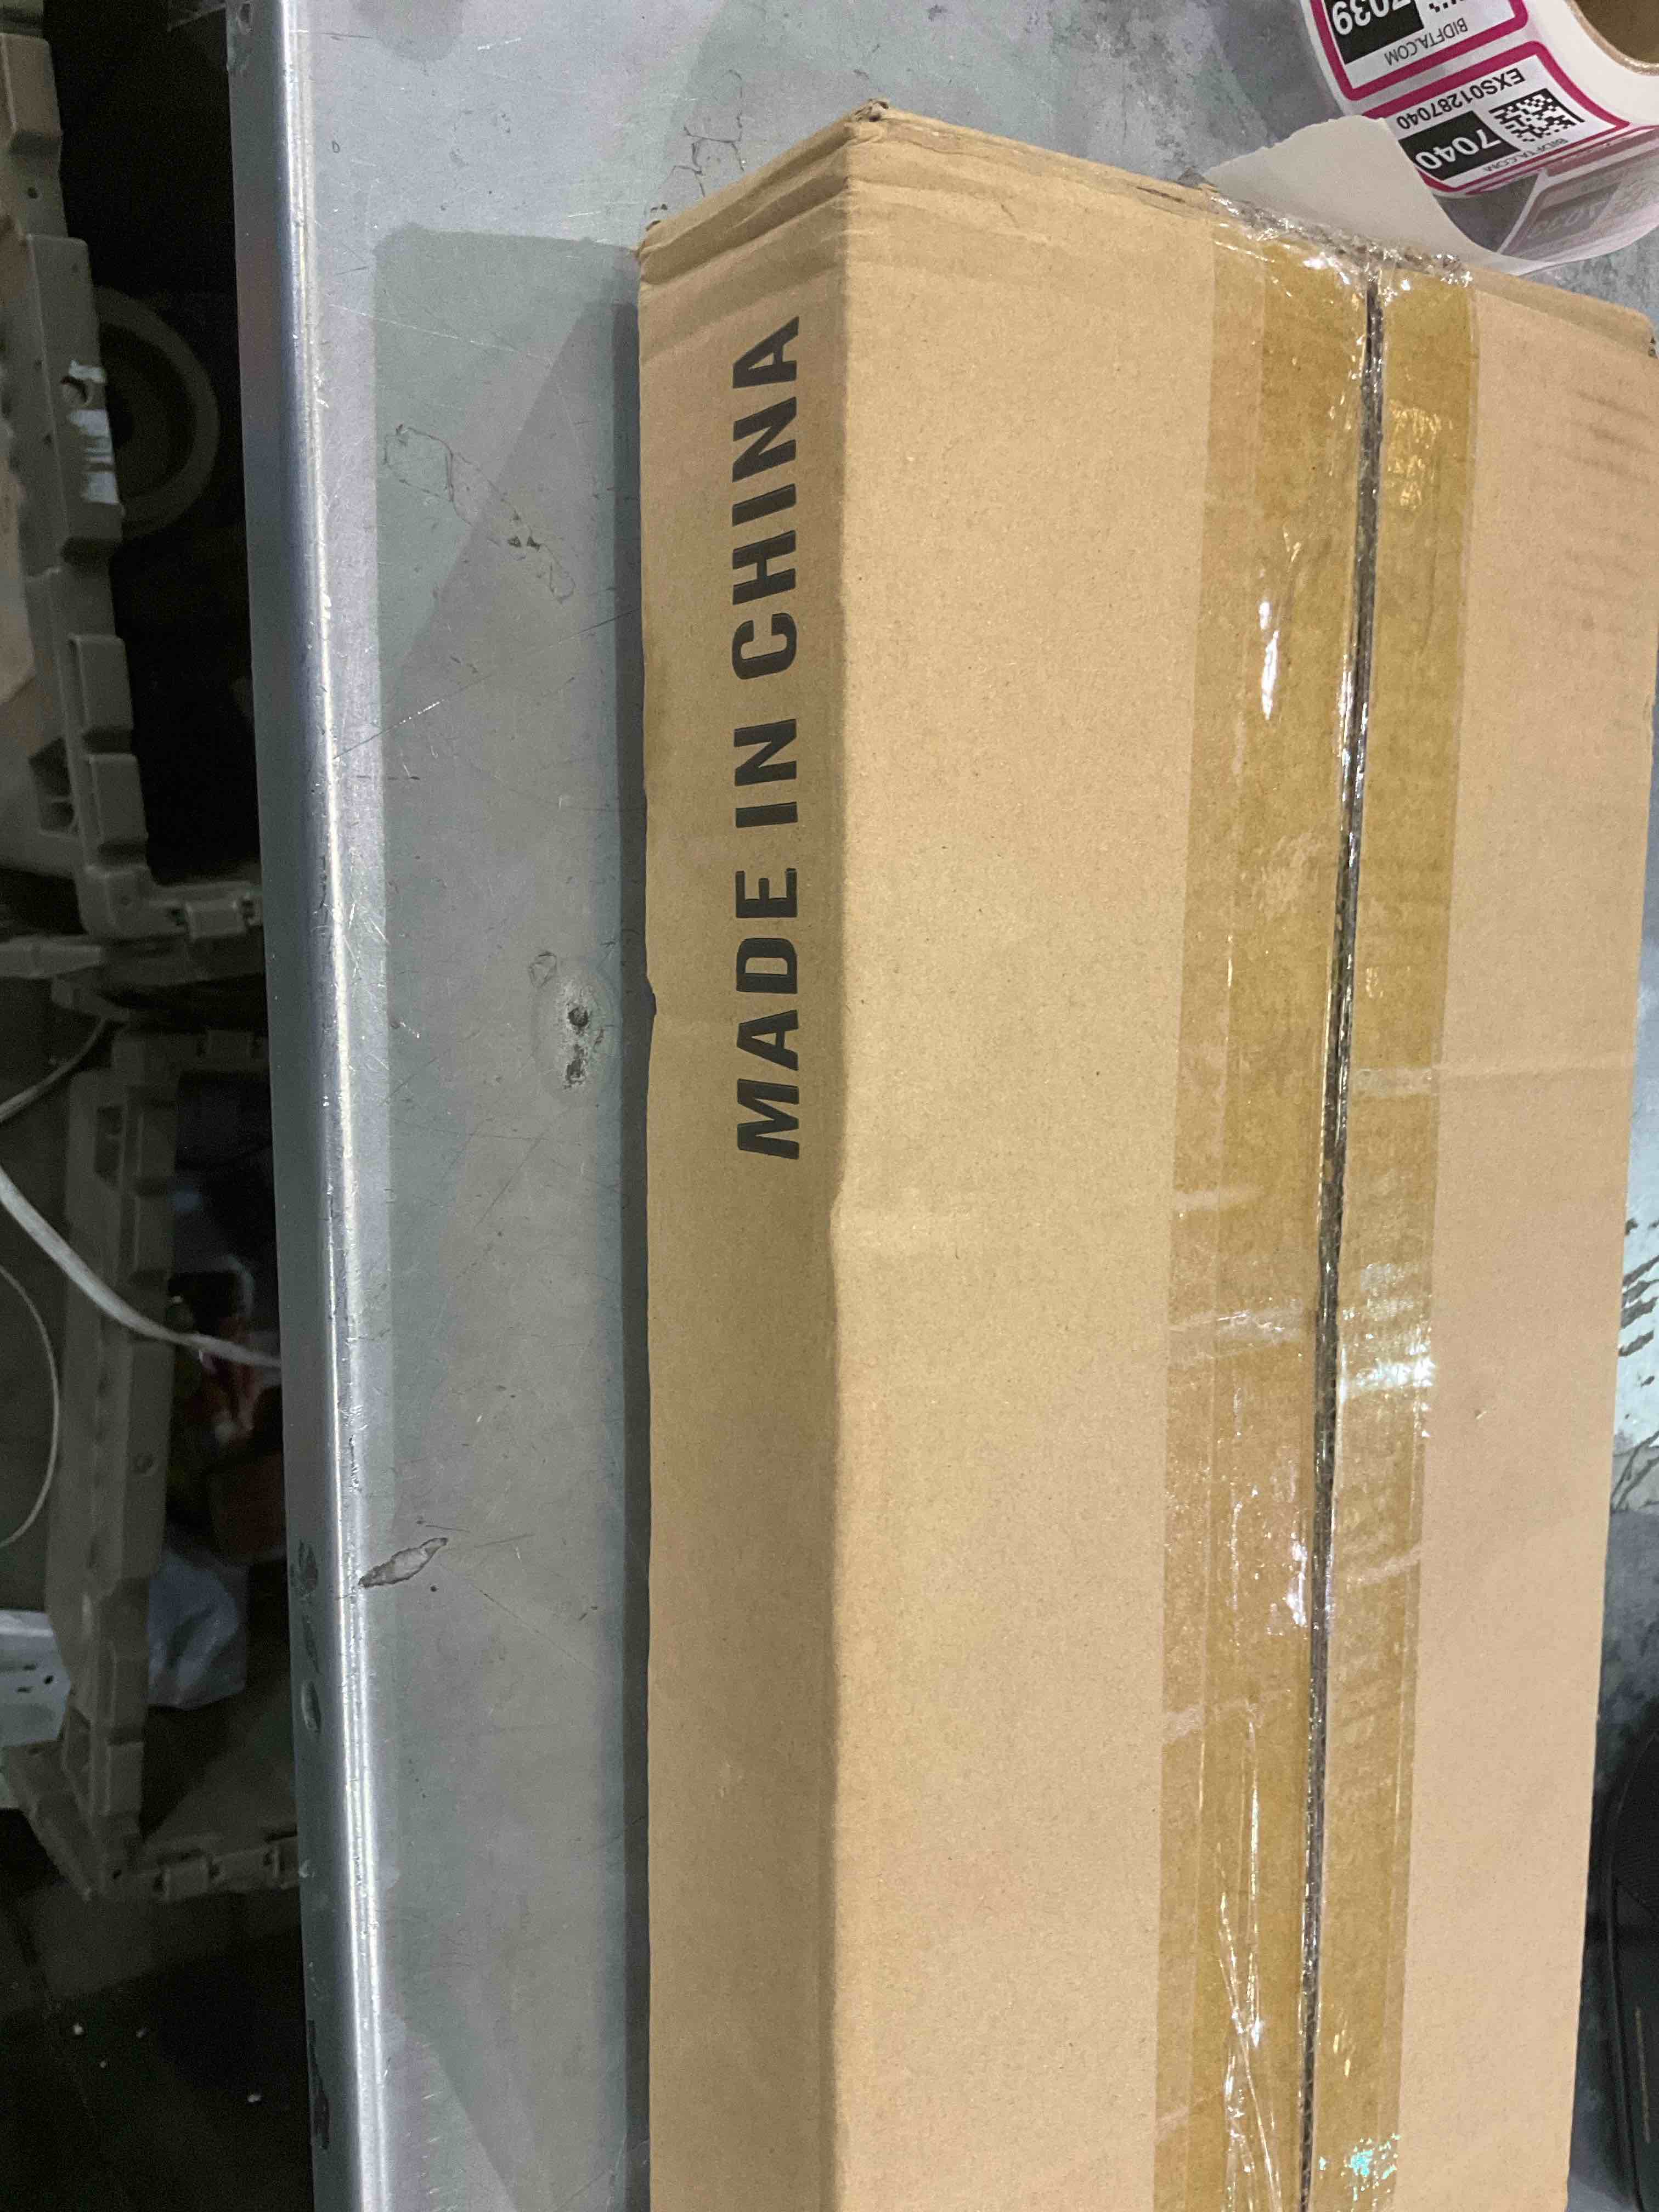 MADE IN CHINA
7039
BIDFTA.COM
EXS01287040
7040
BIDFTA.COM